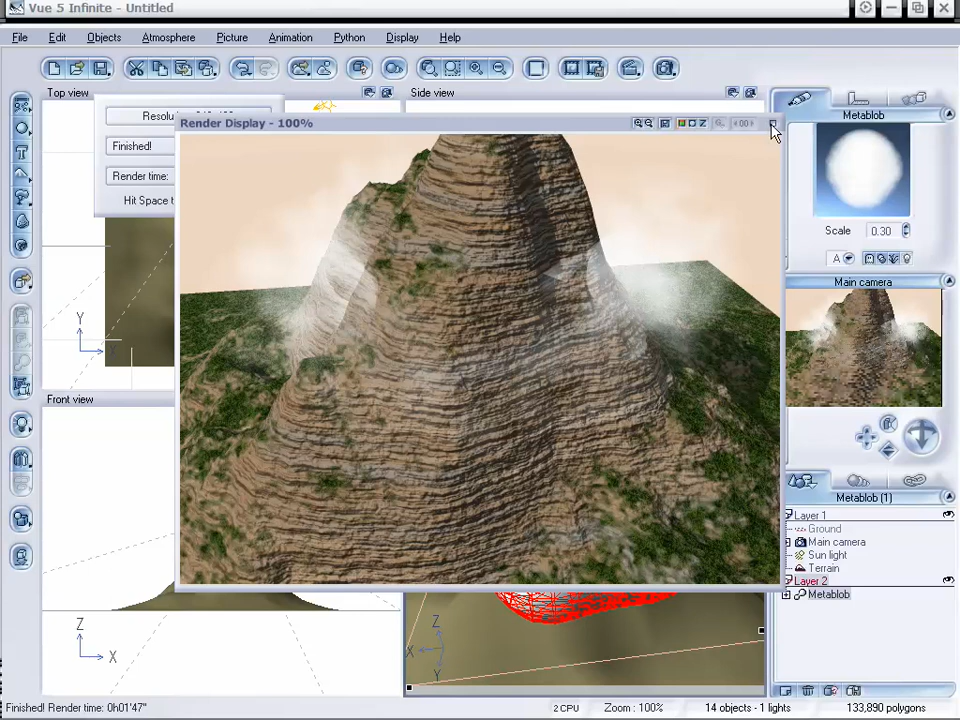 Vue 5 Infinite - Untitled
File Edit Objects Atmosphere Picture Animation Python Display Help
Top view
Side view
Metablob
Finished!
Render Display - 100%
Render time:
Hit Space t
Scale 0.30
A
Main camera
Y
Front view
Metablob (1)
Layer 1
Ground
Main camera
Sun light
Terrain
Layer 2
Metablob
Z
X
Z
X
Y
Finished! Render time: 0h01'47"
2 CPU
Zoom : 100%
14 objects - 1 lights
133,890 polygons